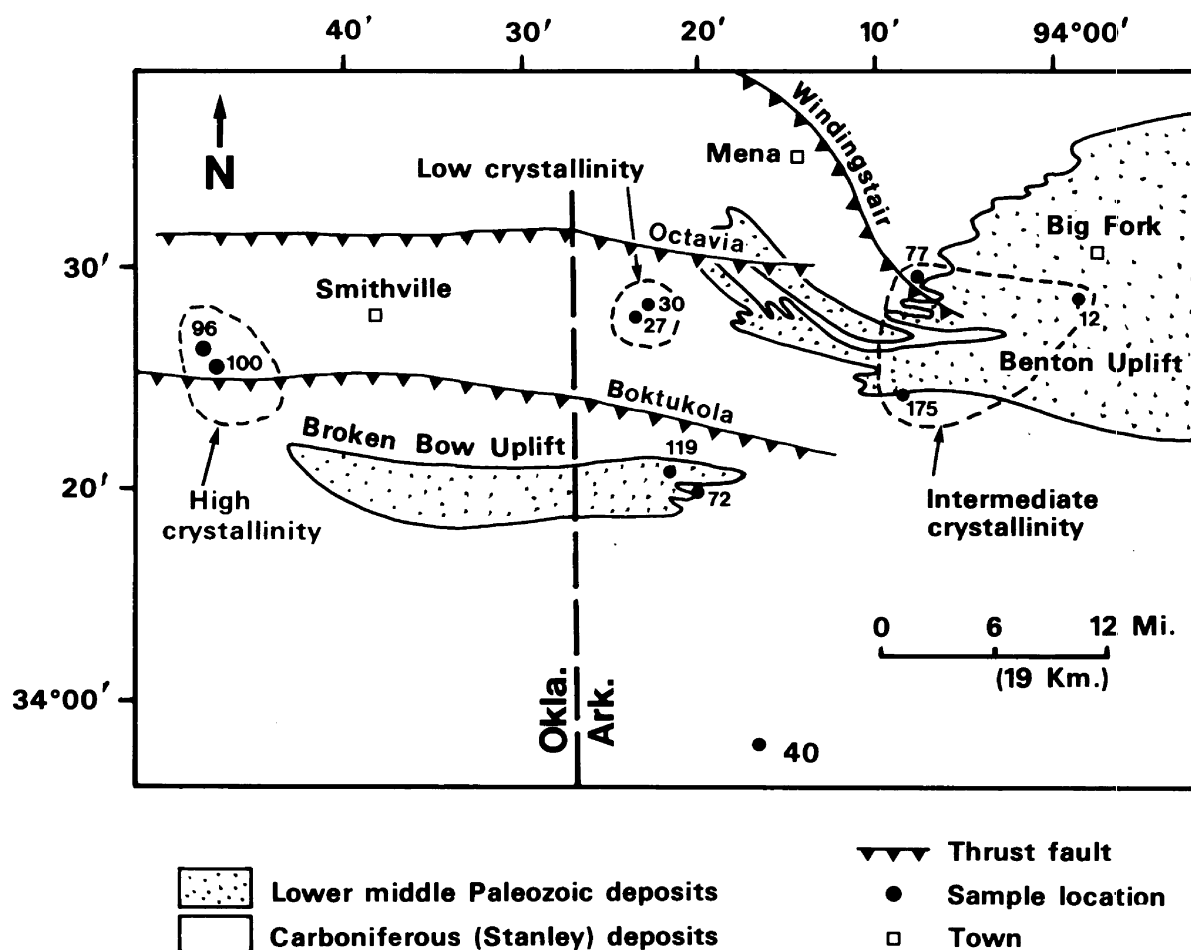 40′ 30′ 20′ 10′ 94°00′
Windingstair
Mena
N
Low crystallinity
Octavia
Big Fork
77
30′
Smithville
30
27
12
96
100
Benton Uplift
Boktukola
175
Broken Bow Uplift
119
72
20′
High
crystallinity
Intermediate
crystallinity
0 6 12 Mi.
(19 Km.)
34°00′
Okla.
Ark.
40
Thrust fault
Lower middle Paleozoic deposits
Sample location
Carboniferous (Stanley) deposits
Town